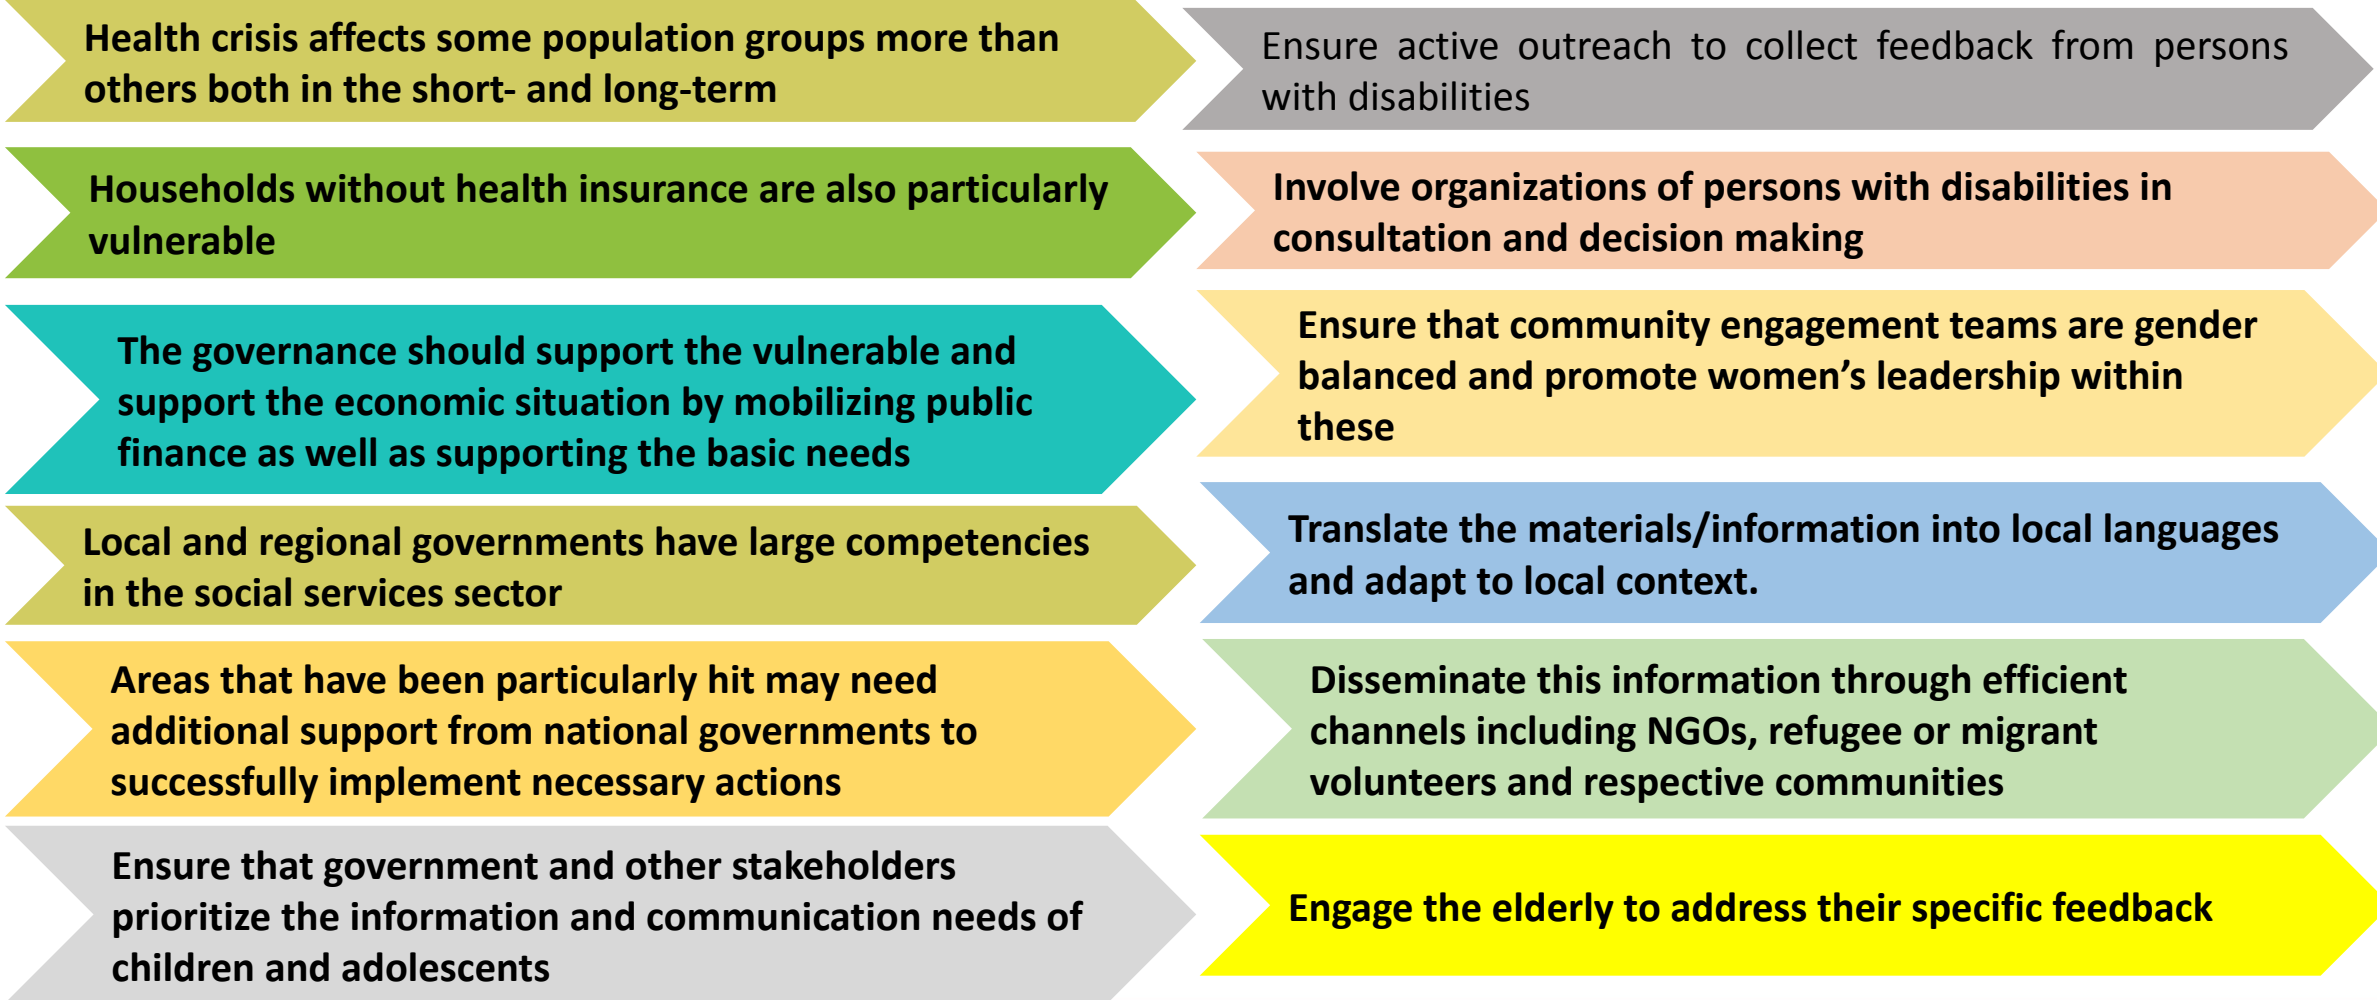 Health crisis affects some population groups more than
others both in the short- and long-term
Households without health insurance are also particularly
vulnerable
The governance should support the vulnerable and
support the economic situation by mobilizing public
finance as well as supporting the basic needs
Local and regional governments have large competencies
in the social services sector
Areas that have been particularly hit may need
additional support from national governments to
successfully implement necessary actions
Ensure that government and other stakeholders
prioritize the information and communication needs of
children and adolescents
Ensure active outreach to collect feedback from persons
with disabilities
Involve organizations of persons with disabilities in
consultation and decision making
Ensure that community engagement teams are gender
balanced and promote women’s leadership within
these
Translate the materials/information into local languages
and adapt to local context.
Disseminate this information through efficient
channels including NGOs, refugee or migrant
volunteers and respective communities
Engage the elderly to address their specific feedback